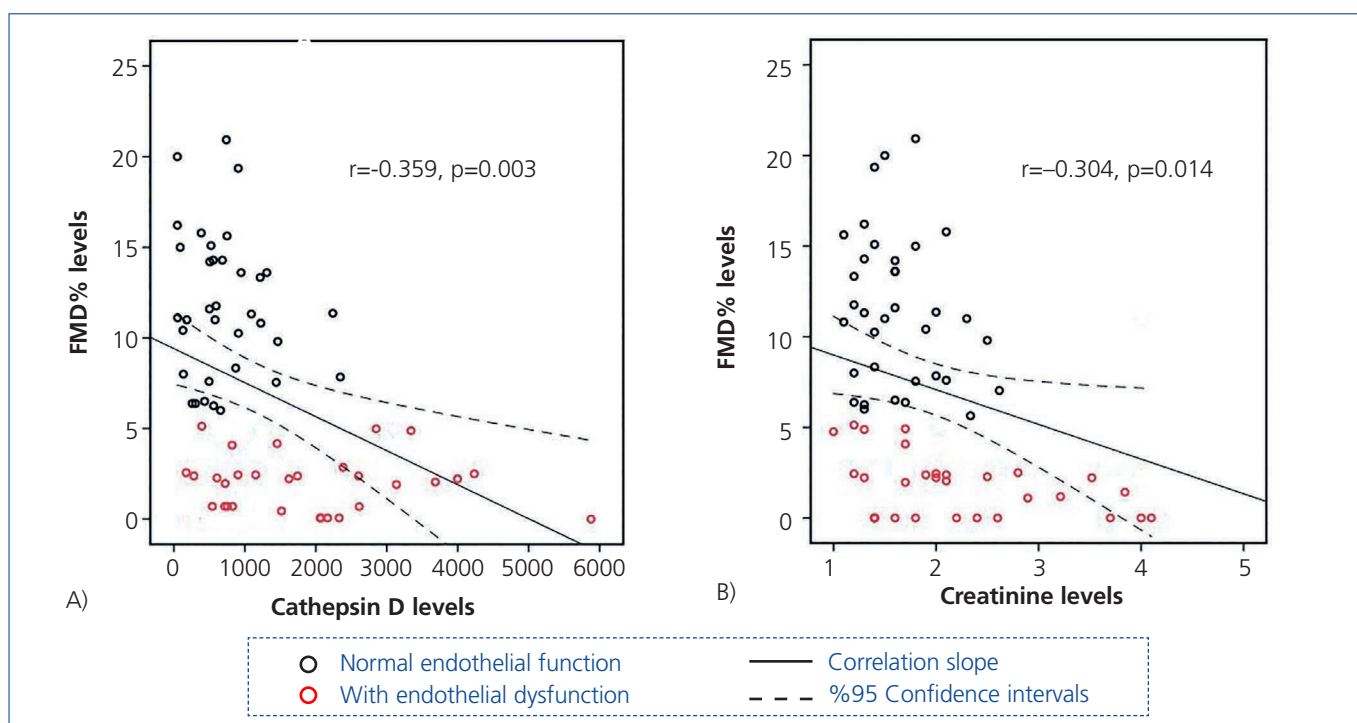 25
20
15
10
5
0
FMD% levels
r=-0.359, p=0.003
0 1000 2000 3000 4000 5000 6000
A)
Cathepsin D levels
25
20
15
10
5
0
FMD% levels
r=–0.304, p=0.014
1 2 3 4 5
B)
Creatinine levels
Normal endothelial function
With endothelial dysfunction
Correlation slope
%95 Confidence intervals